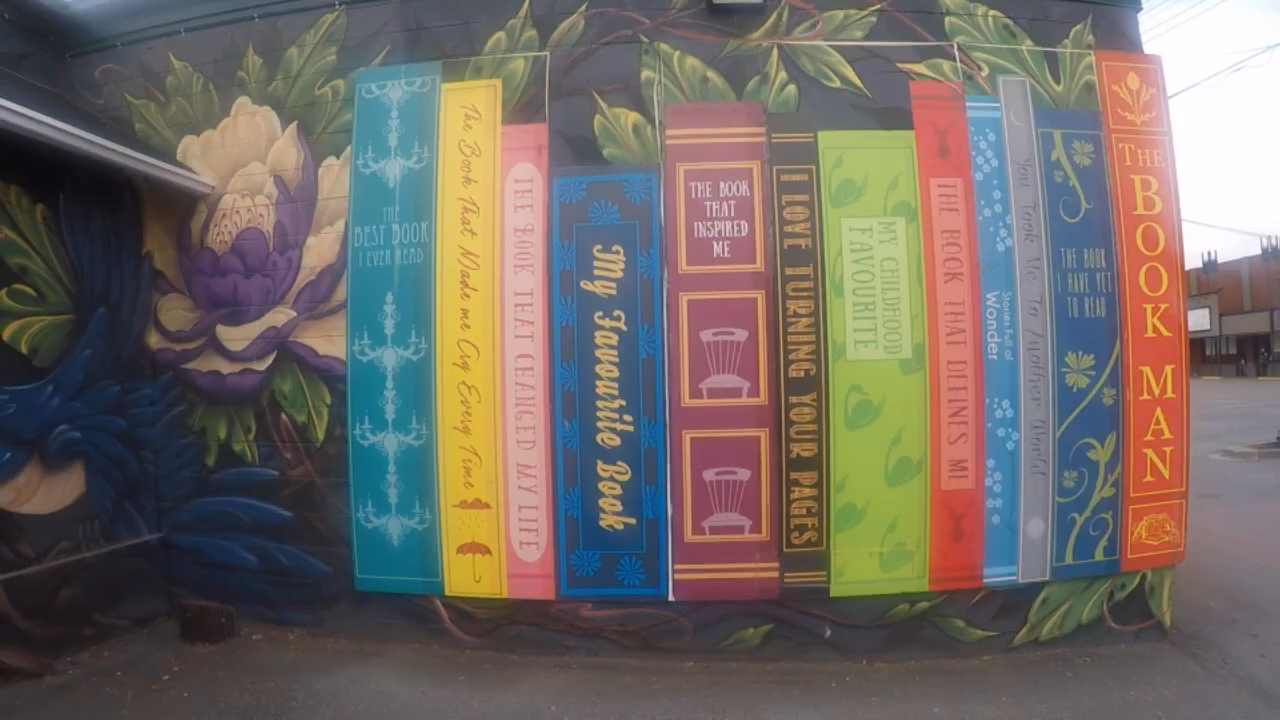 THE
BEST BOOK
I EVER READ
The Book That Made me Cry Every Time
THE BOOK THAT CHANGED MY LIFE
My Favourite Book
THE BOOK
THAT
INSPIRED
ME
I LOVE TURNING YOUR PAGES
MY CHILDHOOD
FAVOURITE
THE BOOK THAT DEFINES ME
Stories Full of
Wonder
You Took Me To Another World
THE BOOK
I HAVE YET
TO READ
THE
BOOK
MAN